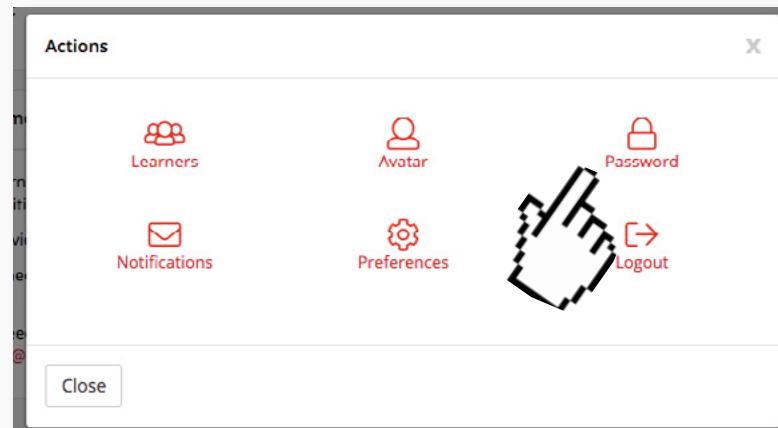 Actions
X
Learners
Avatar
Password
Notifications
Preferences
Logout
Close
@